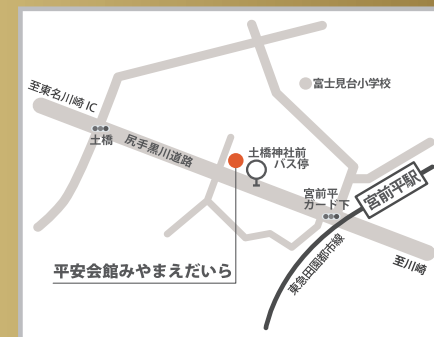 富士見台小学校
至東名川崎 IC
土橋
尻手黒川道路
土橋神社前
バス停
宮前平
ガード下
宮前平駅
平安会館みやまえだいら
東急田園都市線
至川崎